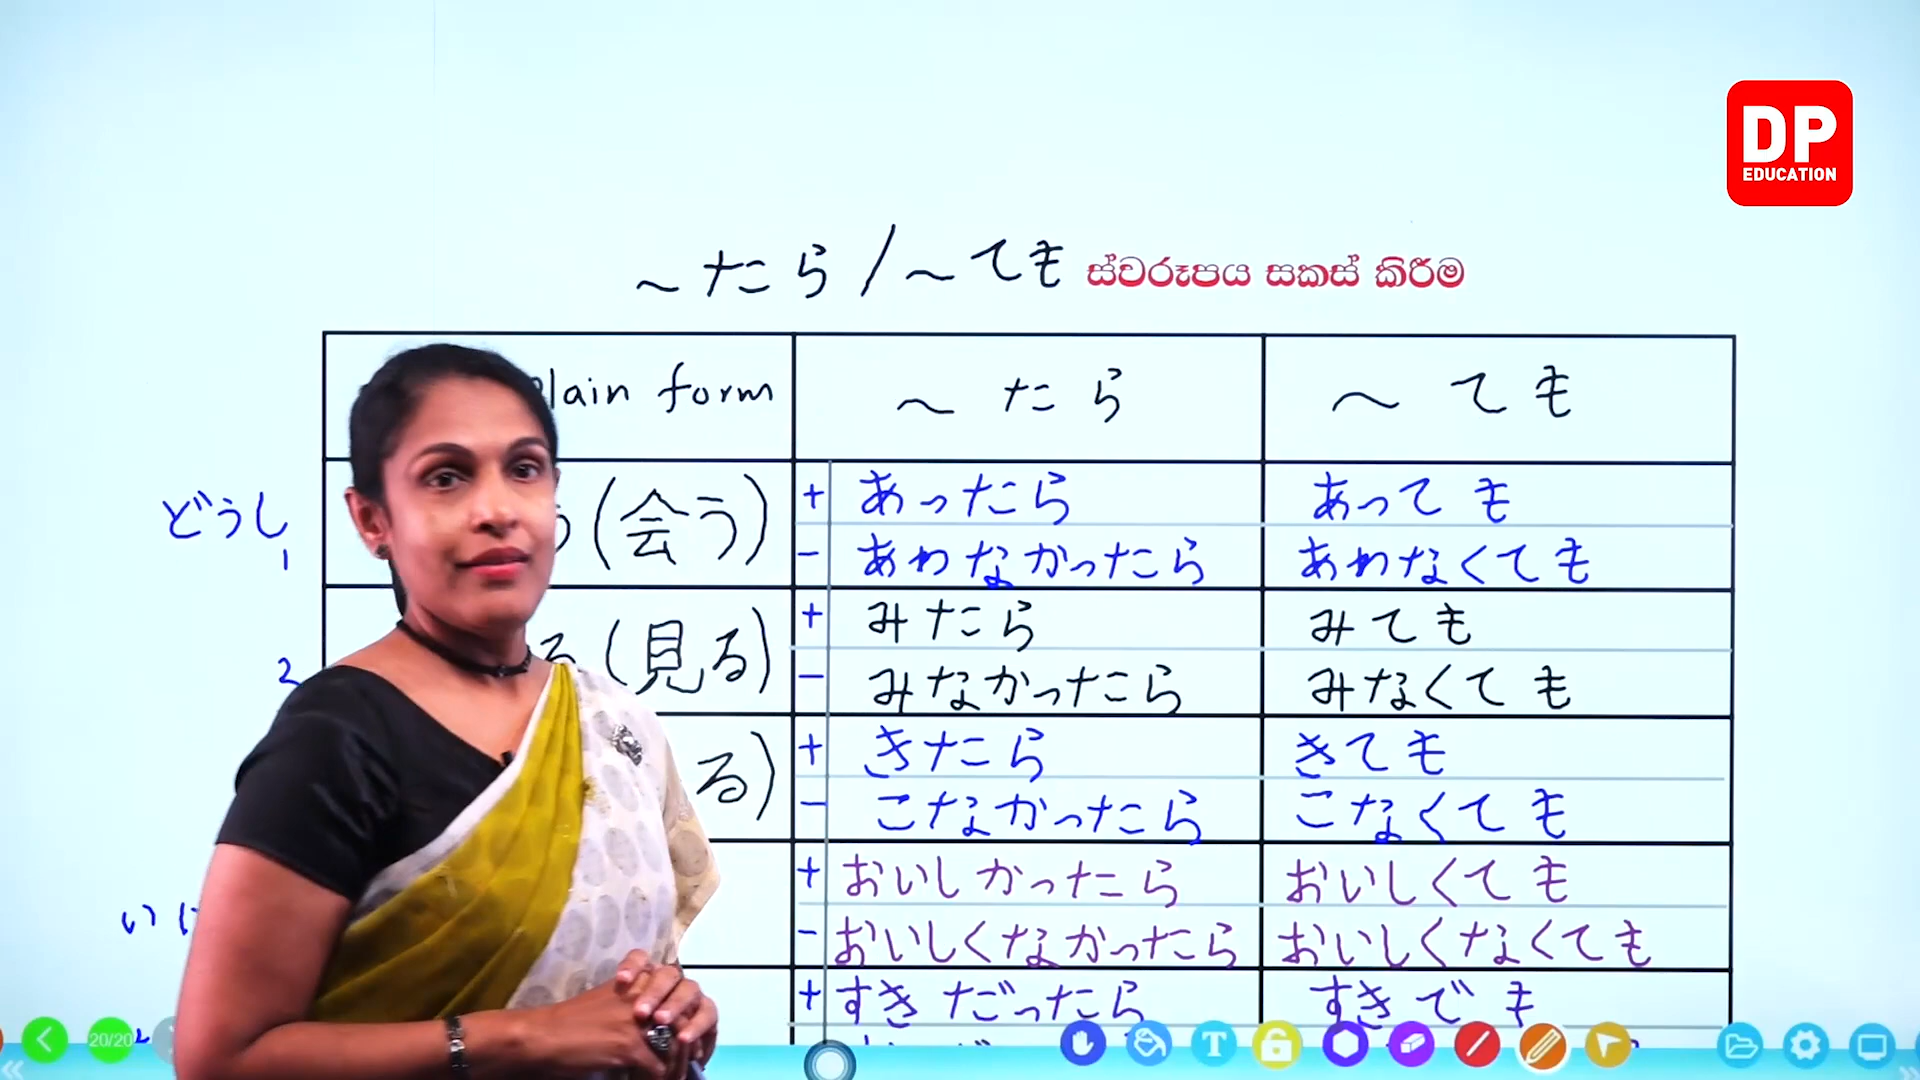 DP
EDUCATION
~たら/~ても ස්වරූපය සකස් කිරීම
lain form ~たら ~ても
どうし
1
(会う) + あったら あっても
- あわなかったら あわなくても
2
る(見る) + みたら みても
- みなかったら みなくても
る) + きたら きても
- こなかったら こなくても
+ おいしかったら おいしくても
い
- おいしくなかったら おいしくなくても
+ すきだったら すきでも
20/20
T